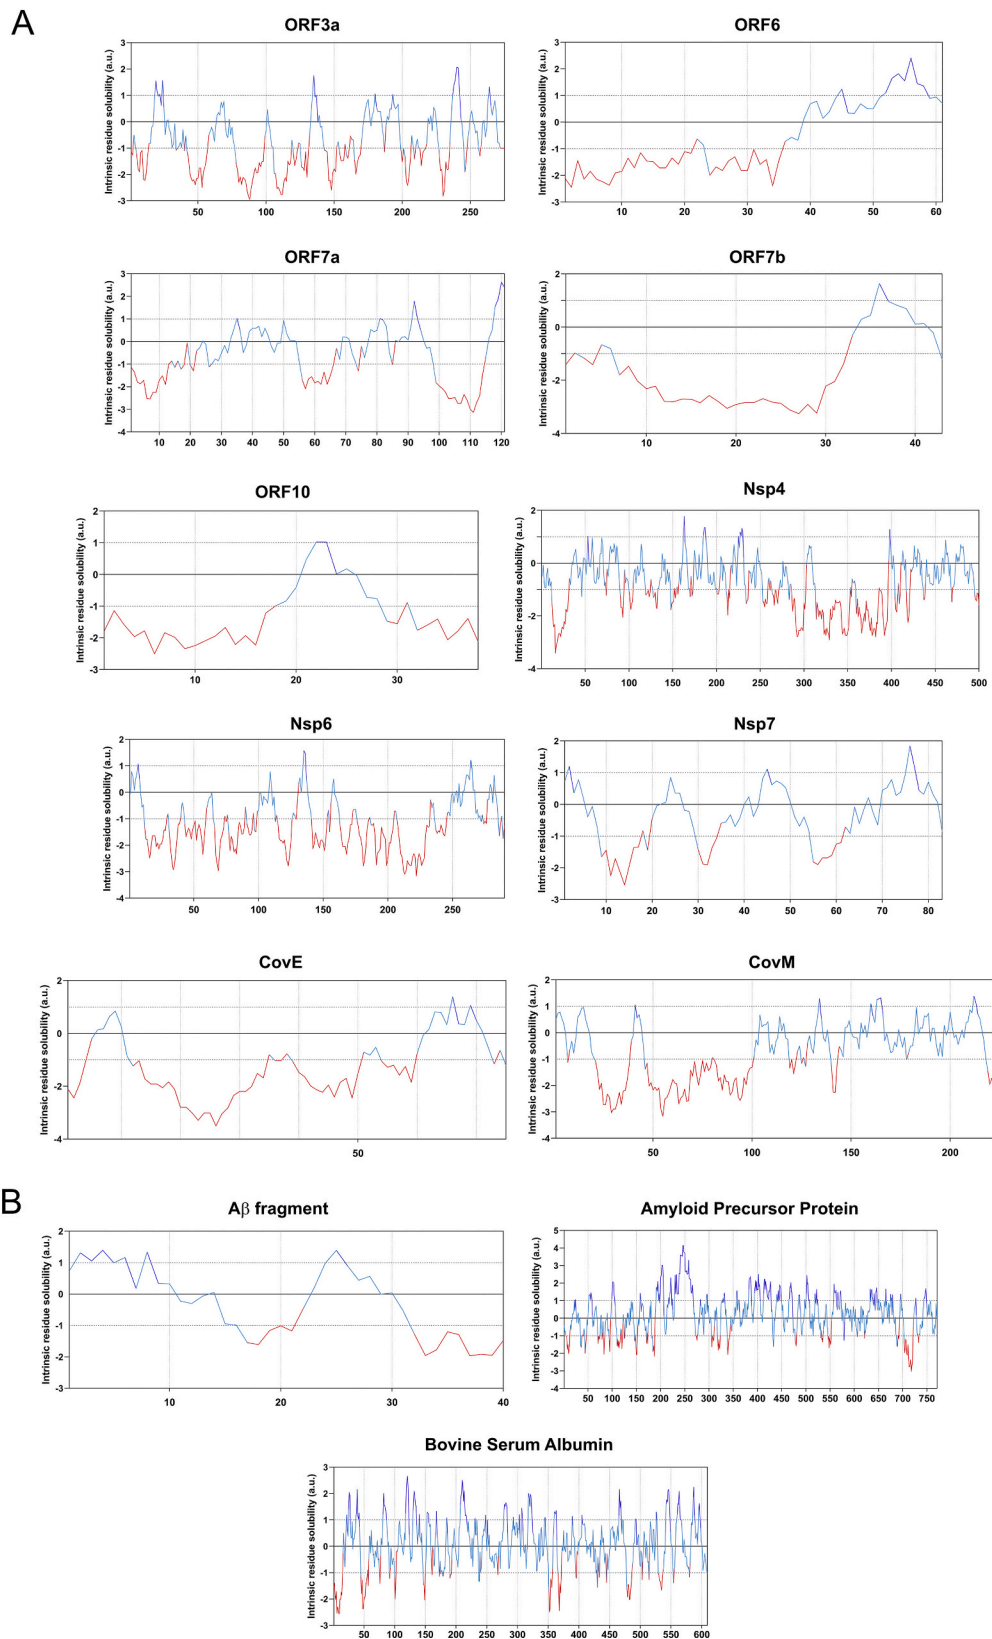 A
ORF3a
Intrinsic residue solubility (a.u.)
3
2
1
0
-1
-2
-3
50 100 150 200 250
ORF6
Intrinsic residue solubility (a.u.)
3
2
1
0
-1
-2
-3
10 20 30 40 50 60
ORF7a
Intrinsic residue solubility (a.u.)
3
2
1
0
-1
-2
-3
-4
10 20 30 40 50 60 70 80 90 100 110 120
ORF7b
Intrinsic residue solubility (a.u.)
2
0
-2
-4
10 20 30 40
ORF10
Intrinsic residue solubility (a.u.)
2
1
0
-1
-2
-3
10 20 30
Nsp4
Intrinsic residue solubility (a.u.)
2
0
-2
-4
50 100 150 200 250 300 350 400 450 500
Nsp6
Intrinsic residue solubility (a.u.)
2
1
0
-1
-2
-3
-4
50 100 150 200 250
Nsp7
Intrinsic residue solubility (a.u.)
2
1
0
-1
-2
-3
10 20 30 40 50 60 70 80
CovE
Intrinsic residue solubility (a.u.)
2
0
-2
-4
50
CovM
Intrinsic residue solubility (a.u.)
2
1
0
-1
-2
-3
-4
50 100 150 200
B
Aβ fragment
Intrinsic residue solubility (a.u.)
2
1
0
-1
-2
-3
10 20 30 40
Amyloid Precursor Protein
Intrinsic residue solubility (a.u.)
5
4
3
2
1
0
-1
-2
-3
-4
50 100 150 200 250 300 350 400 450 500 550 600 650 700 750
Bovine Serum Albumin
Intrinsic residue solubility (a.u.)
3
2
1
0
-1
-2
-3
50 100 150 200 250 300 350 400 450 500 550 600